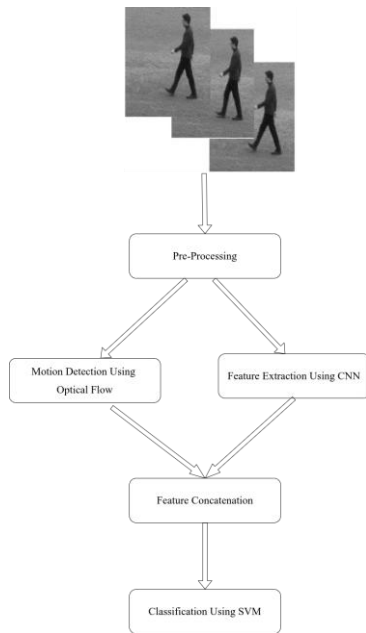 Pre-Processing
Motion Detection Using
Optical Flow
Feature Extraction Using CNN
Feature Concatenation
Classification Using SVM